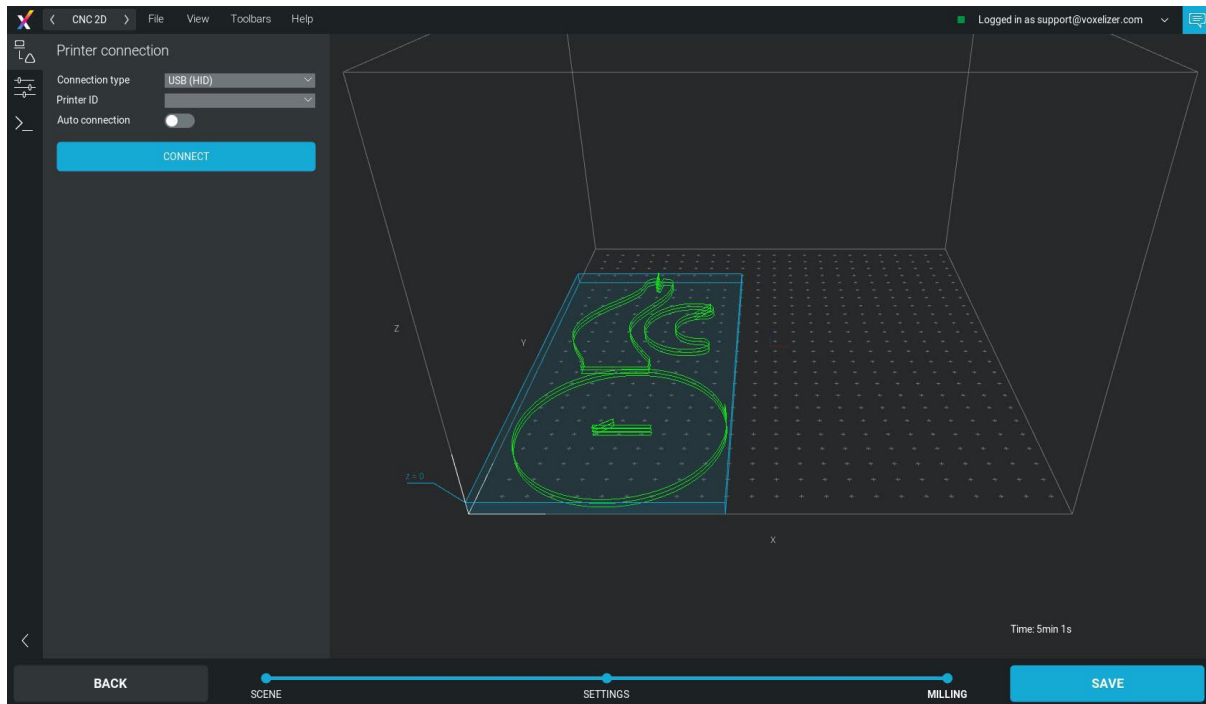 CNC 2D File View Toolbars Help Logged in as support@voxelizer.com
Printer connection
Connection type USB (HID)
Printer ID
Auto connection
CONNECT
Z
Y
z = 0
X
Time: 5min 1s
BACK SCENE SETTINGS MILLING SAVE